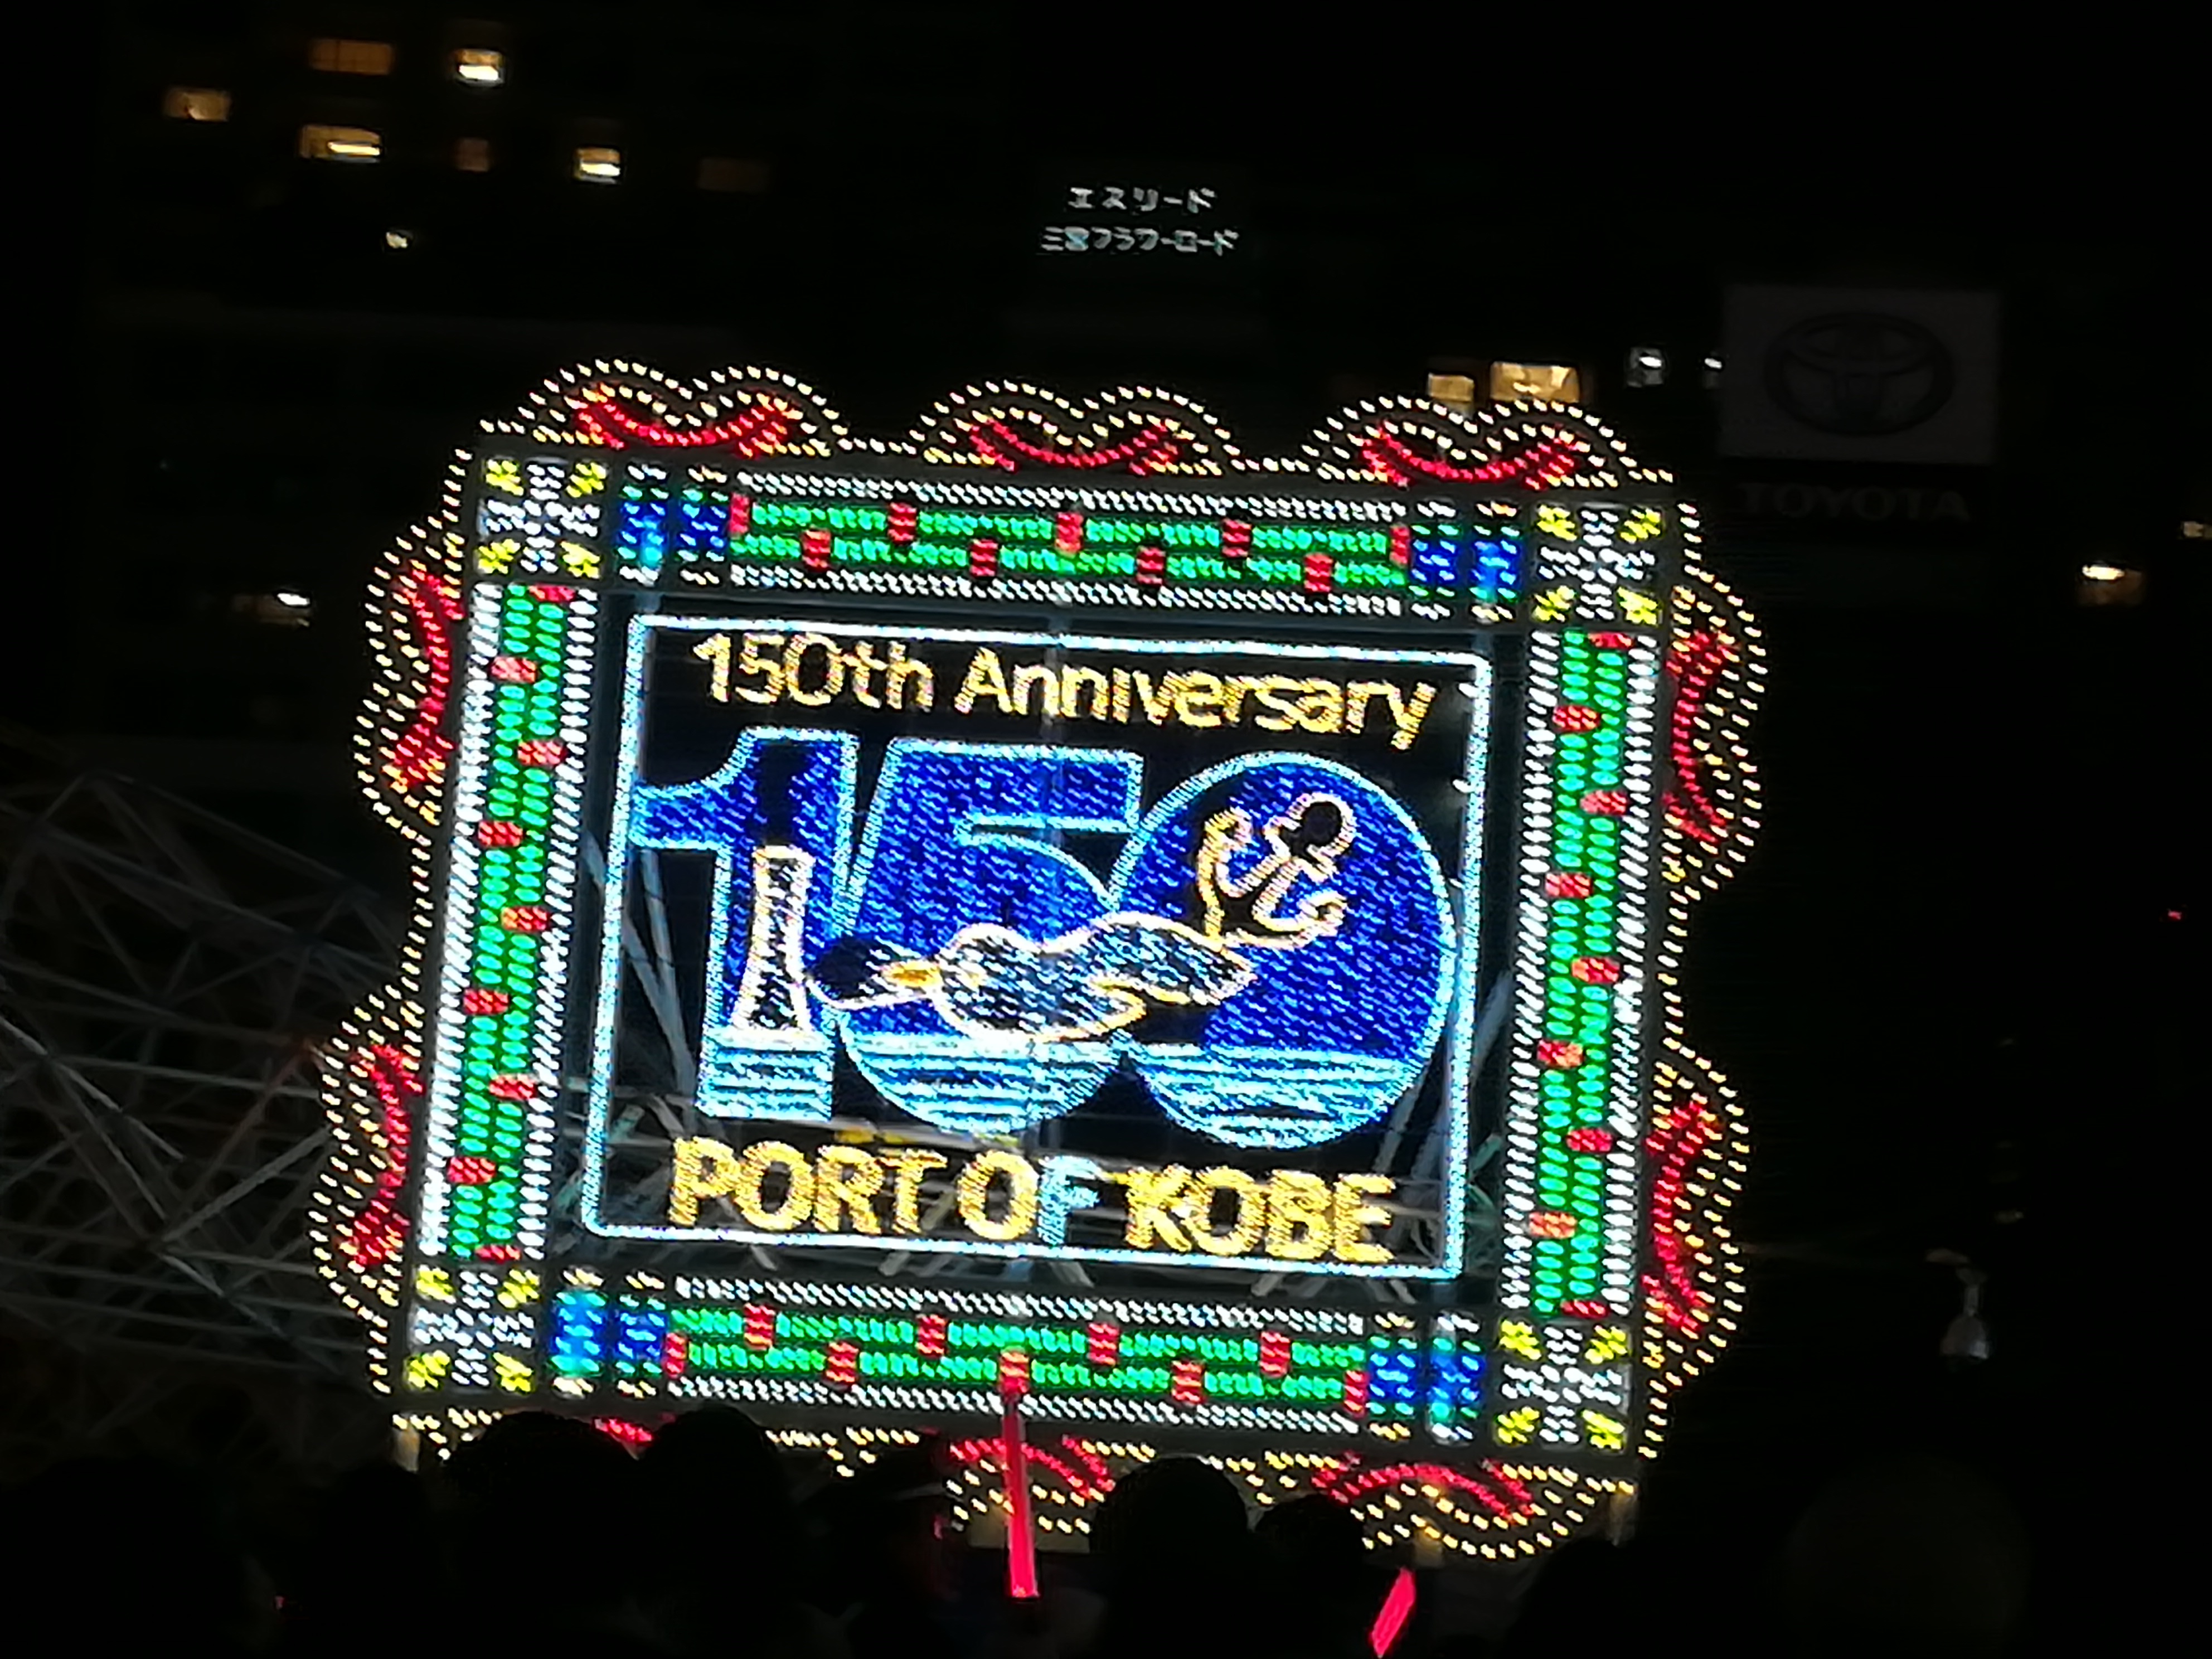 エスリード
三宮フラワーロード
TOYOTA
150th Anniversary
150
PORT OF KOBE